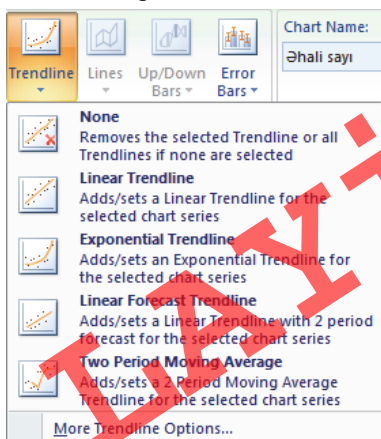 Chart Name:
Əhali sayı
Trendline
Lines
Up/Down
Bars
Error
Bars
None
Removes the selected Trendline or all
Trendlines if none are selected
Linear Trendline
Adds/sets a Linear Trendline for the
selected chart series
Exponential Trendline
Adds/sets an Exponential Trendline for
the selected chart series
Linear Forecast Trendline
Adds/sets a Linear Trendline with 2 period
forecast for the selected chart series
Two Period Moving Average
Adds/sets a 2 Period Moving Average
Trendline for the selected chart series
More Trendline Options...
LAY